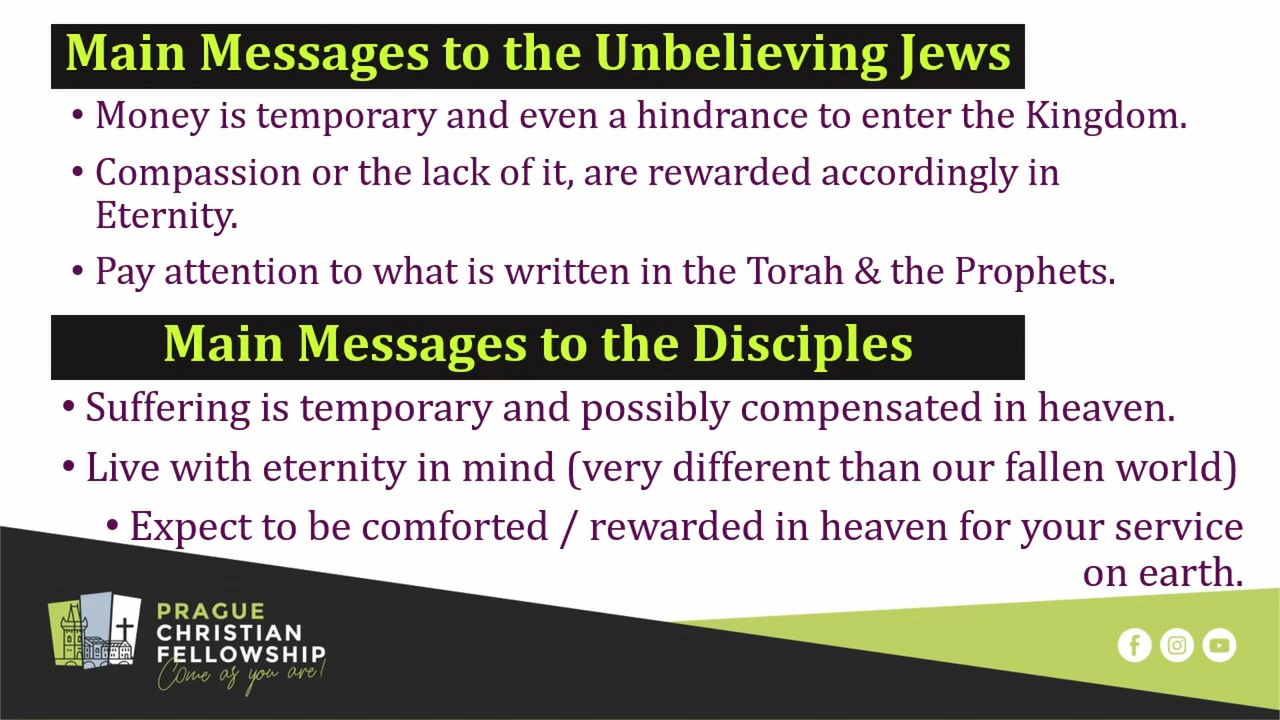 Main Messages to the Unbelieving Jews
• Money is temporary and even a hindrance to enter the Kingdom.
• Compassion or the lack of it, are rewarded accordingly in
Eternity.
• Pay attention to what is written in the Torah & the Prophets.
Main Messages to the Disciples
• Suffering is temporary and possibly compensated in heaven.
• Live with eternity in mind (very different than our fallen world)
• Expect to be comforted / rewarded in heaven for your service
on earth.
PRAGUE
CHRISTIAN
FELLOWSHIP
Come as you are!